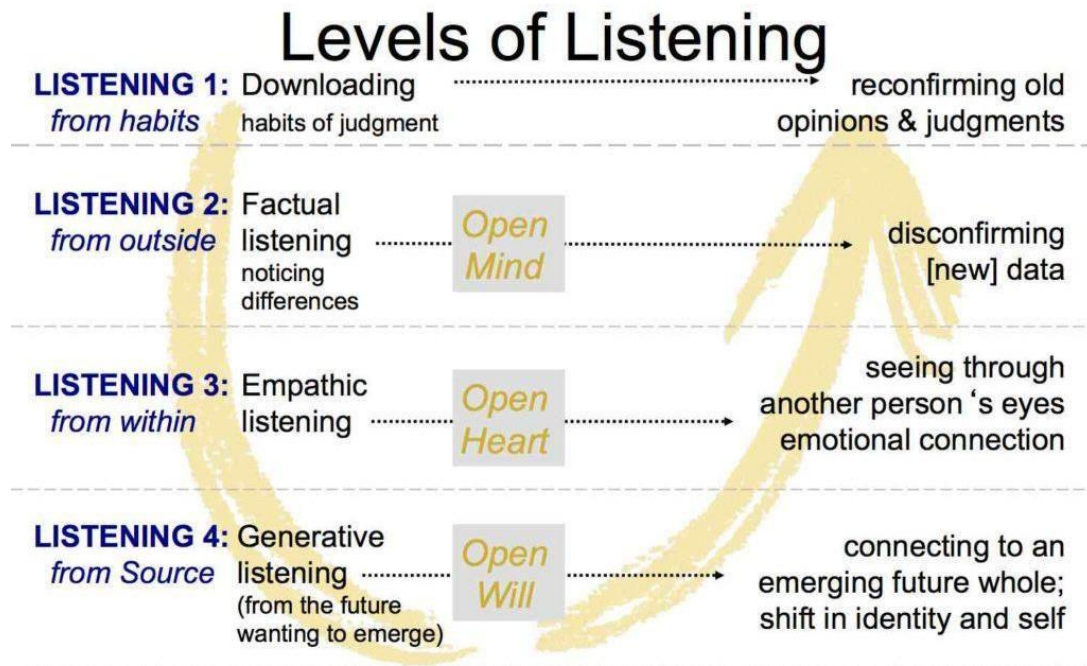 Levels of Listening
LISTENING 1: Downloading
from habits habits of judgment
reconfirming old
opinions & judgments
LISTENING 2: Factual
from outside listening
noticing
differences
Open
Mind
disconfirming
[new] data
LISTENING 3: Empathic
from within listening
Open
Heart
seeing through
another person ‘s eyes
emotional connection
LISTENING 4: Generative
from Source listening
(from the future
wanting to emerge)
Open
Will
connecting to an
emerging future whole;
shift in identity and self